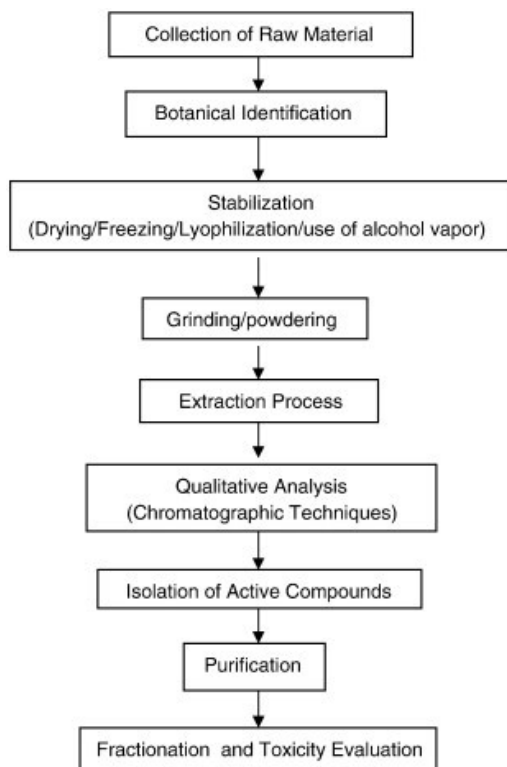 Collection of Raw Material
Botanical Identification
Stabilization
(Drying/Freezing/Lyophilization/use of alcohol vapor)
Grinding/powdering
Extraction Process
Qualitative Analysis
(Chromatographic Techniques)
Isolation of Active Compounds
Purification
Fractionation and Toxicity Evaluation